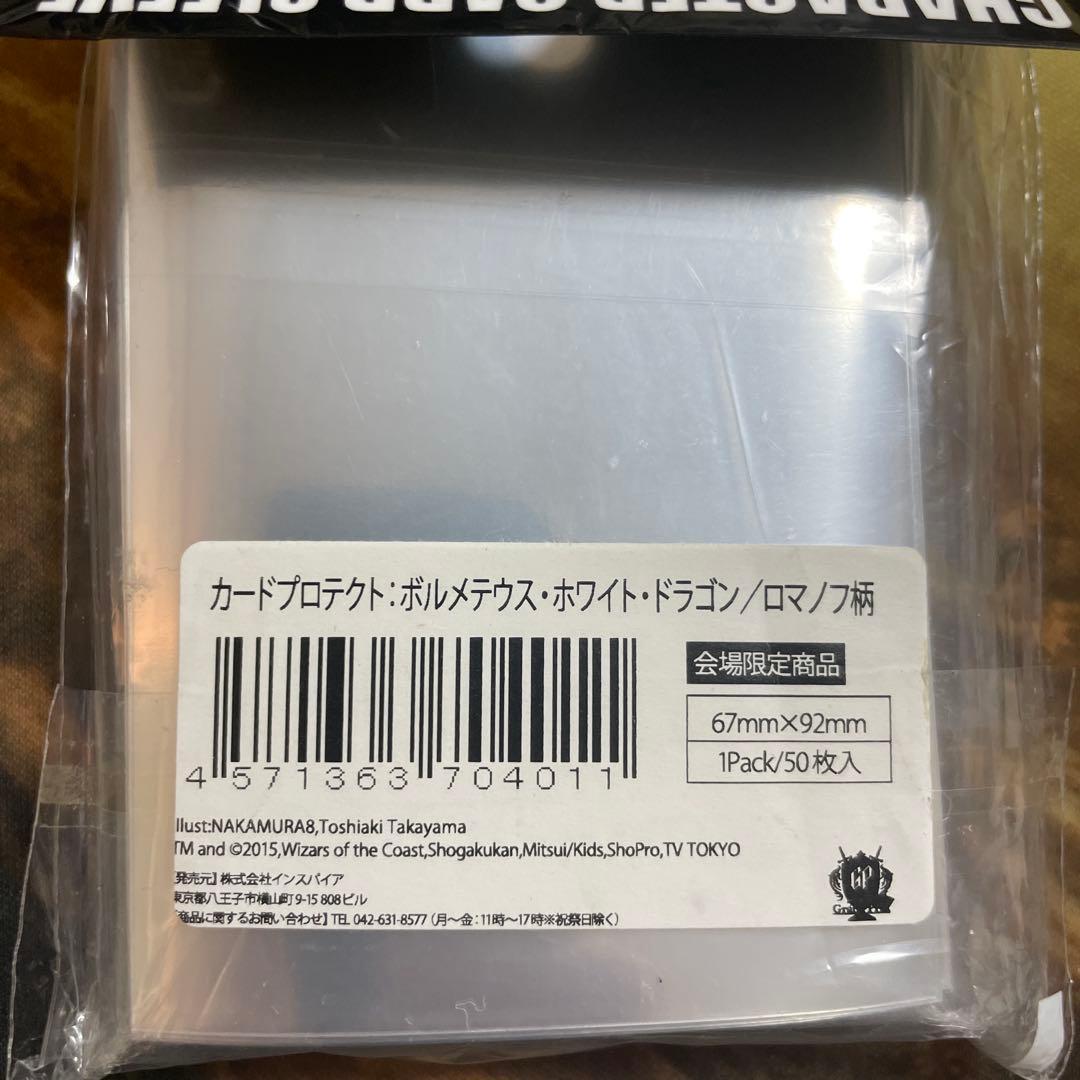 CHARASTER CARD SLEEVE
カードプロテクト：ボルメテウス・ホワイト・ドラゴン／ロマノフ柄
会場限定商品
67mm×92mm
1Pack/50枚入
4 571363 704011
Illust:NAKAMURA8,Toshiaki Takayama
TM and ©2015,Wizars of the Coast,Shogakukan,Mitsui/Kids,ShoPro,TV TOKYO
【発売元】株式会社インスパイア
東京都八王子市横山町9-15 808ビル
【商品に関するお問い合わせ】TEL 042-631-8577（月～金：11時～17時※祝祭日除く）
GP